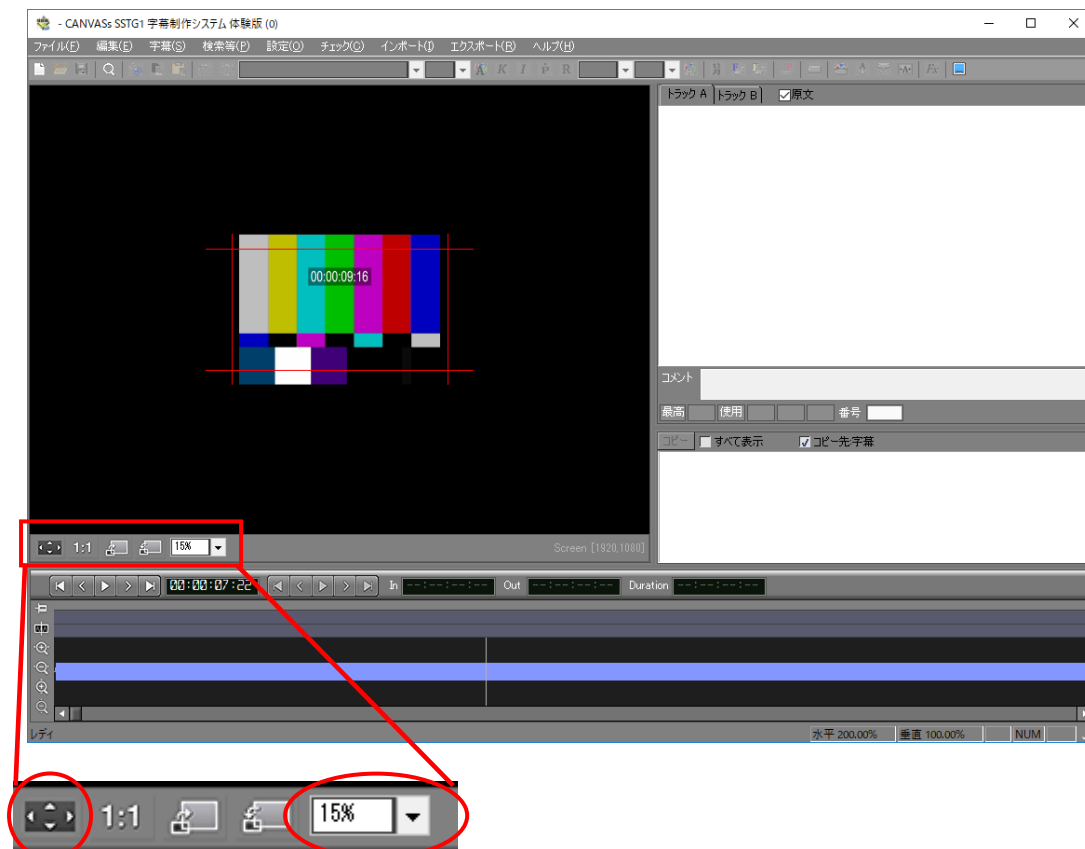 - CANVASs SSTG1 字幕制作システム 体験版 (0)
ファイル(F) 編集(E) 字幕(S) 検索等(P) 設定(O) チェック(C) インポート(I) エクスポート(R) ヘルプ(H)
K I P R Fx
トラック A トラック B 原文
00:00:09:16
コメント
最高 使用 番号
コピー すべて表示 コピー先字幕
1:1 15% Screen [1920,1080]
00:00:07:22 In --:--:--:-- Out --:--:--:-- Duration --:--:--:--
レディ 水平 200.00% 垂直 100.00% NUM
1:1 15%